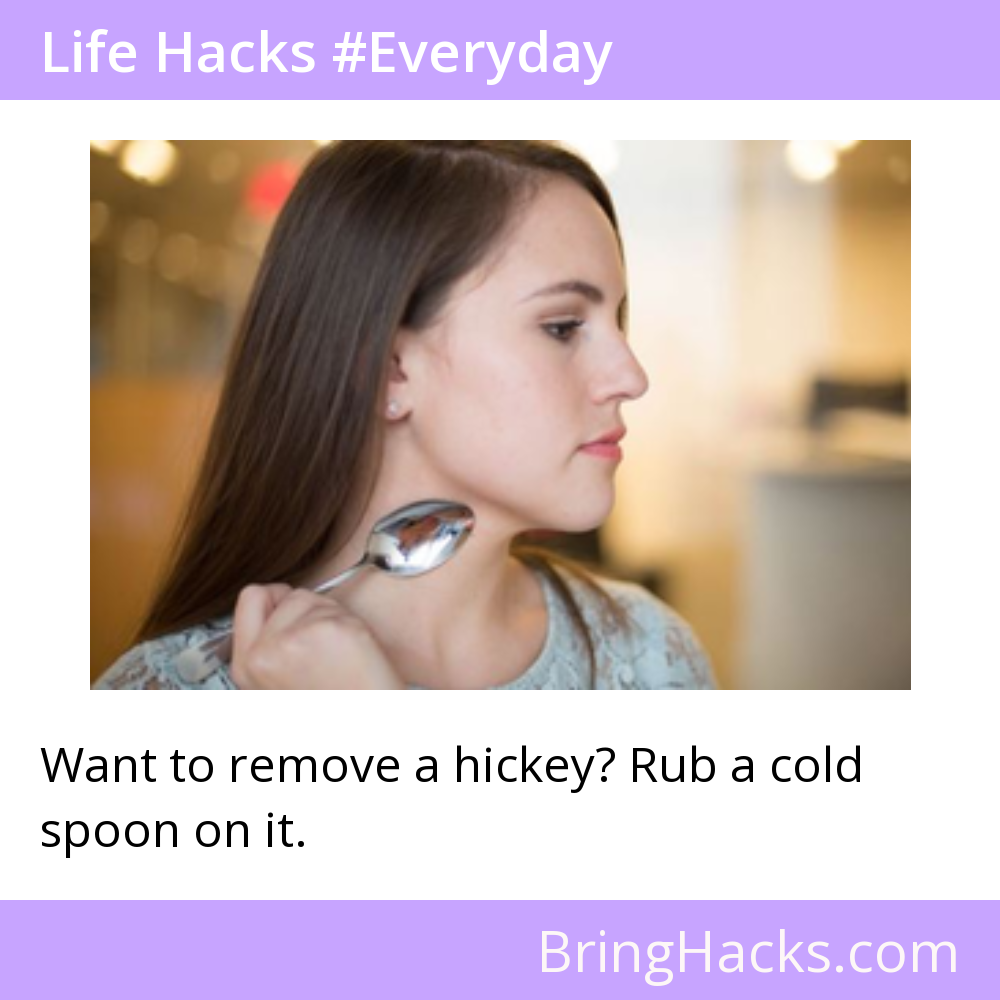 Life Hacks #Everyday
Want to remove a hickey? Rub a cold
spoon on it.
BringHacks.com